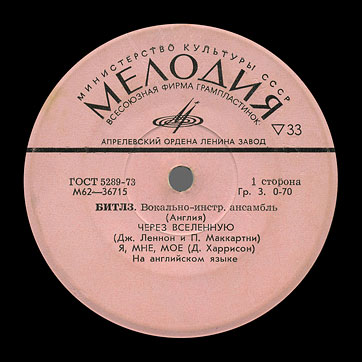 МИНИСТЕРСТВО КУЛЬТУРЫ СССР
МЕЛОДИЯ
ВСЕСОЮЗНАЯ ФИРМА ГРАМПЛАСТИНОК
▽33
АПРЕЛЕВСКИЙ ОРДЕНА ЛЕНИНА ЗАВОД
ГОСТ 5289-73 1 сторона
М62—36715 Гр. 3. 0-70
БИТЛЗ. Вокально-инстр. ансамбль
(Англия)
ЧЕРЕЗ ВСЕЛЕННУЮ
(Дж. Леннон и П. Маккартни)
Я, МНЕ, МОЕ (Д. Харрисон)
На английском языке